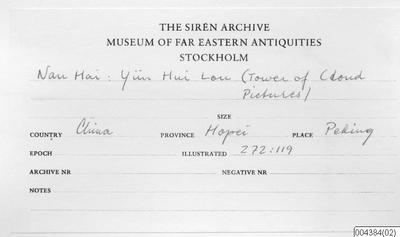 THE SIRÉN ARCHIVE
MUSEUM OF FAR EASTERN ANTIQUITIES
STOCKHOLM
Nan Hai: Yün Hui Lou (Tower of Cloud
Pictures)
SIZE
COUNTRY China PROVINCE Hopei PLACE Peking
EPOCH ILLUSTRATED 272:119
ARCHIVE NR NEGATIVE NR
NOTES
004384(02)